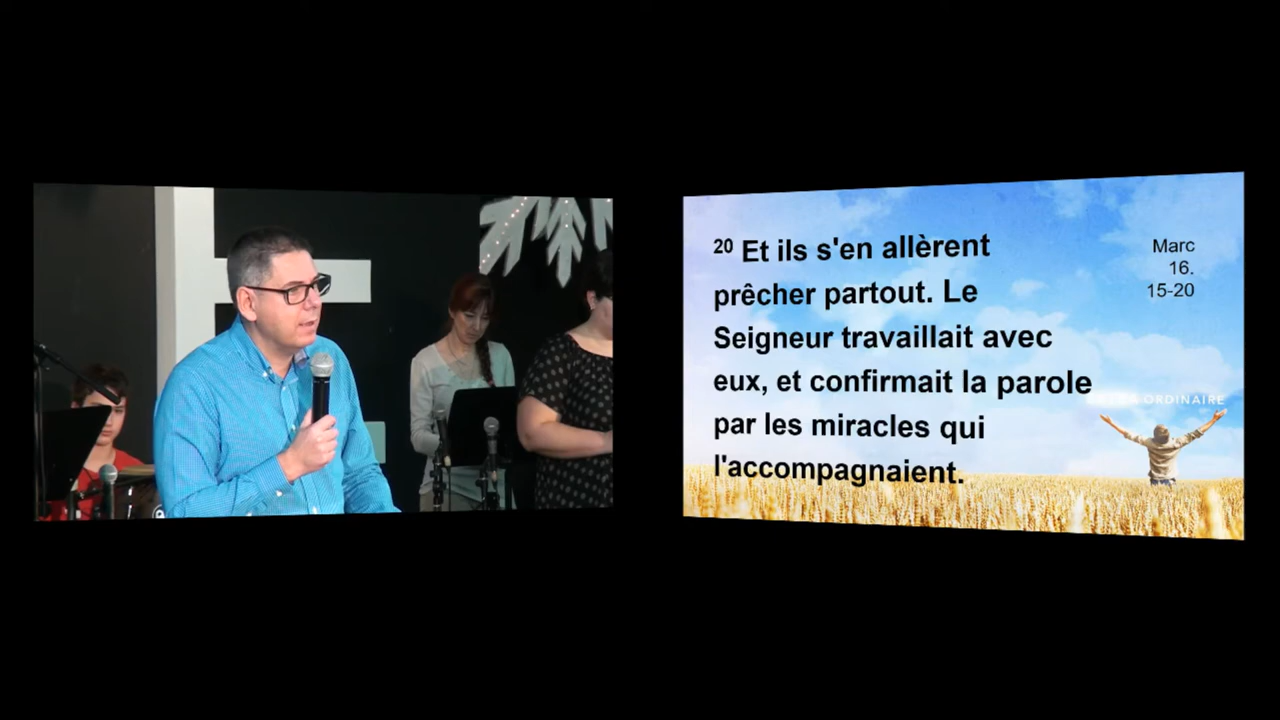 20 Et ils s'en allèrent
prêcher partout. Le
Seigneur travaillait avec
eux, et confirmait la parole
par les miracles qui
l'accompagnaient.
Marc
16.
15-20
ORDINAIRE